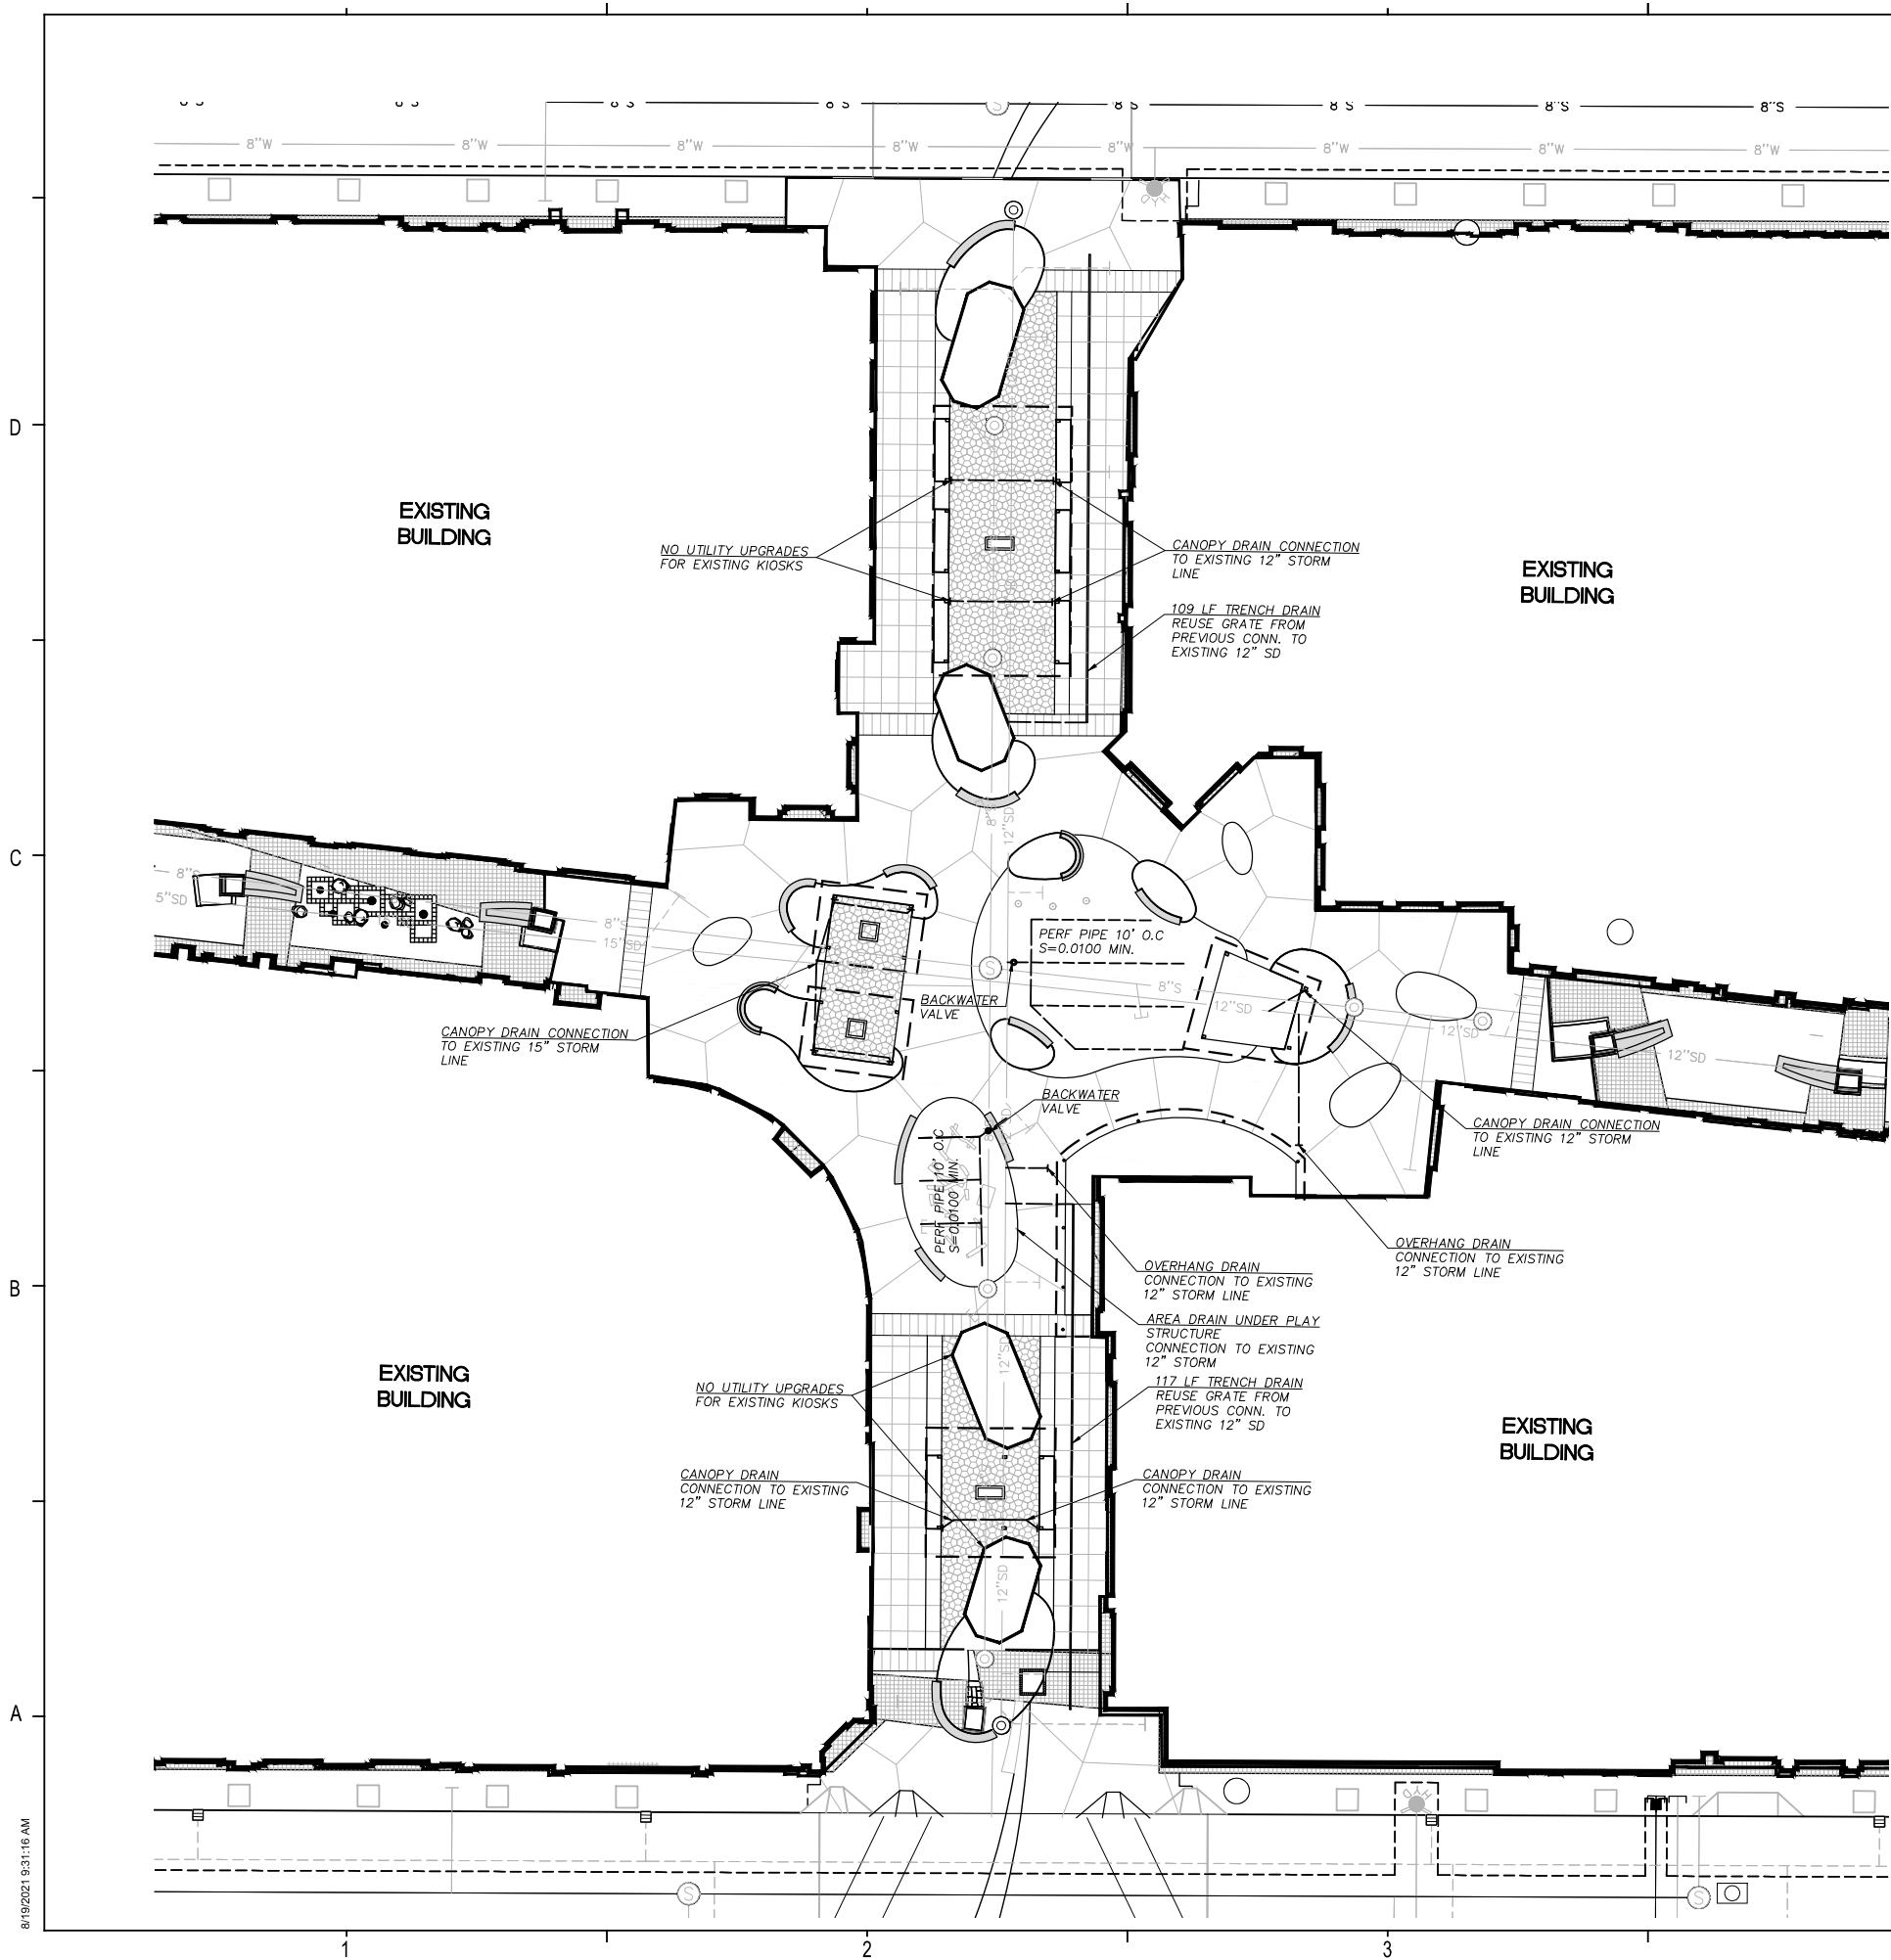 8"S
8"S
8"S
8"S
8"S
8"S
8"S
8"S
8"S
8"W
8"W
8"W
8"W
8"W
8"W
8"W
8"W
HYD
D
EXISTING
BUILDING
NO UTILITY UPGRADES
FOR EXISTING KIOSKS
CANOPY DRAIN CONNECTION
TO EXISTING 12" STORM
LINE
EXISTING
BUILDING
109 LF TRENCH DRAIN
REUSE GRATE FROM
PREVIOUS CONN. TO
EXISTING 12" SD
8"S
12"SD
C
8"S
5"SD
8"S
15"SD
PERF PIPE 10' O.C
S=0.0100 MIN.
S
8"S
12"SD
12"SD
12"SD
BACKWATER
VALVE
CANOPY DRAIN CONNECTION
TO EXISTING 15" STORM
LINE
BACKWATER
VALVE
CANOPY DRAIN CONNECTION
TO EXISTING 12" STORM
LINE
PERF PIPE 10' O.C
S=0.0100 MIN.
OVERHANG DRAIN
CONNECTION TO EXISTING
12" STORM LINE
OVERHANG DRAIN
CONNECTION TO EXISTING
12" STORM LINE
B
AREA DRAIN UNDER PLAY
STRUCTURE
CONNECTION TO EXISTING
12" STORM
12"SD
EXISTING
BUILDING
NO UTILITY UPGRADES
FOR EXISTING KIOSKS
117 LF TRENCH DRAIN
REUSE GRATE FROM
PREVIOUS CONN. TO
EXISTING 12" SD
EXISTING
BUILDING
CANOPY DRAIN
CONNECTION TO EXISTING
12" STORM LINE
CANOPY DRAIN
CONNECTION TO EXISTING
12" STORM LINE
12"SD
A
HYD
S
S
8/19/2021 9:31:16 AM
1
2
3